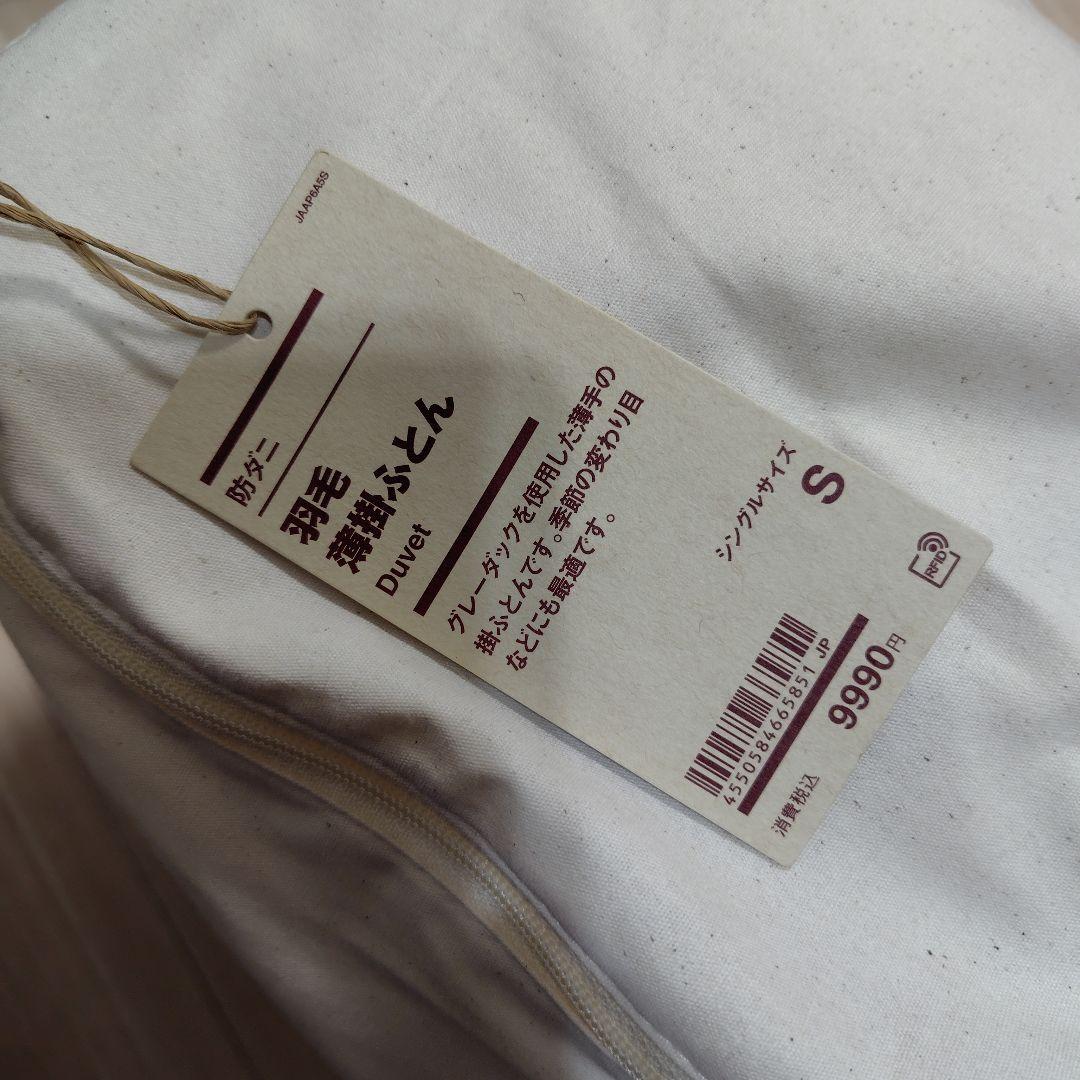 JAAP6A5S
防ダニ
羽毛
薄掛ふとん
Duvet
グレーダックを使用した薄手の
掛ふとんです。季節の変わり目
などにも最適です。
シングルサイズ
S
RFID
4550584665851 JP
9990円
消費税込